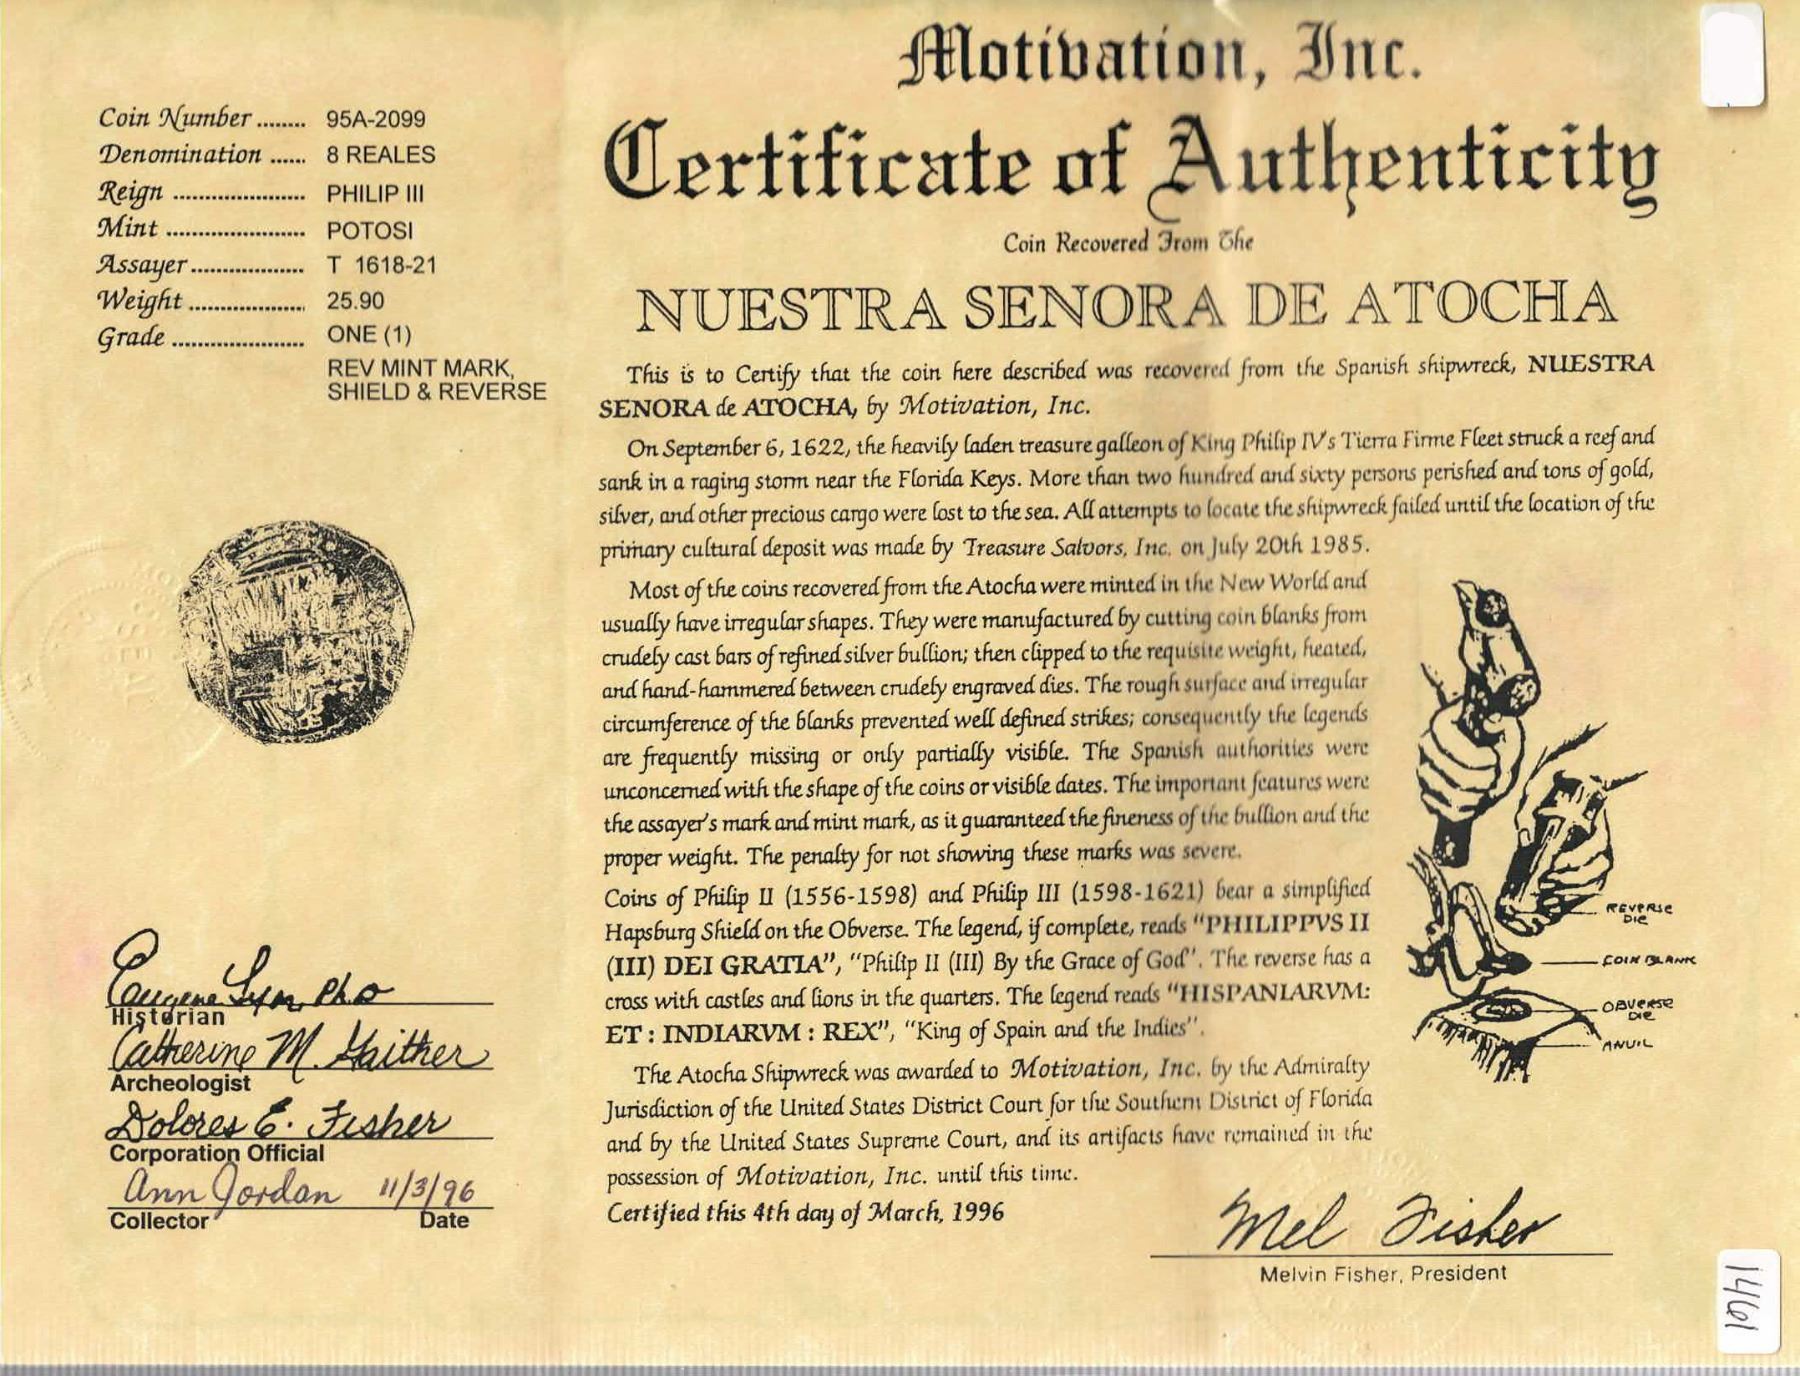 Motivation, Inc.
Certificate of Authenticity
Coin Recovered From The
NUESTRA SENORA DE ATOCHA
Coin Number ........ 95A-2099
Denomination ...... 8 REALES
Reign ...................... PHILIP III
Mint ....................... POTOSI
Assayer................... T 1618-21
Weight ................... 25.90
Grade ...................... ONE (1)
REV MINT MARK,
SHIELD & REVERSE
This is to Certify that the coin here described was recovered from the Spanish shipwreck, NUESTRA
SENORA de ATOCHA, by Motivation, Inc.
On September 6, 1622, the heavily laden treasure galleon of King Philip IV's Tierra Firme Fleet struck a reef and
sank in a raging storm near the Florida Keys. More than two hundred and sixty persons perished and tons of gold,
silver, and other precious cargo were lost to the sea. All attempts to locate the shipwreck failed until the location of the
primary cultural deposit was made by Treasure Salvors, Inc. on July 20th 1985.
Most of the coins recovered from the Atocha were minted in the New World and
usually have irregular shapes. They were manufactured by cutting coin blanks from
crudely cast bars of refined silver bullion; then clipped to the requisite weight, heated,
and hand-hammered between crudely engraved dies. The rough surface and irregular
circumference of the blanks prevented well defined strikes; consequently the legends
are frequently missing or only partially visible. The Spanish authorities were
unconcerned with the shape of the coins or visible dates. The important features were
the assayer's mark and mint mark, as it guaranteed the fineness of the bullion and the
proper weight. The penalty for not showing these marks was severe.
Coins of Philip II (1556-1598) and Philip III (1598-1621) bear a simplified
Hapsburg Shield on the Obverse. The legend, if complete, reads "PHILIPPVS II
(III) DEI GRATIA", "Philip II (III) By the Grace of God". The reverse has a
cross with castles and lions in the quarters. The legend reads "HISPANIARVM:
ET : INDIARVM : REX", "King of Spain and the Indies".
The Atocha Shipwreck was awarded to Motivation, Inc. by the Admiralty
Jurisdiction of the United States District Court for the Southern District of Florida
and by the United States Supreme Court, and its artifacts have remained in the
possession of Motivation, Inc. until this time.
Certified this 4th day of March, 1996
REVERSE
DIE
COIN BLANK
OBVERSE
DIE
ANVIL
Eugene Lyon, PhD
Historian
Catherine M. Gaither
Archeologist
Dolores E. Fisher
Corporation Official
Ann Jordan 11/3/96
Collector Date
Mel Fisher
Melvin Fisher, President
1461